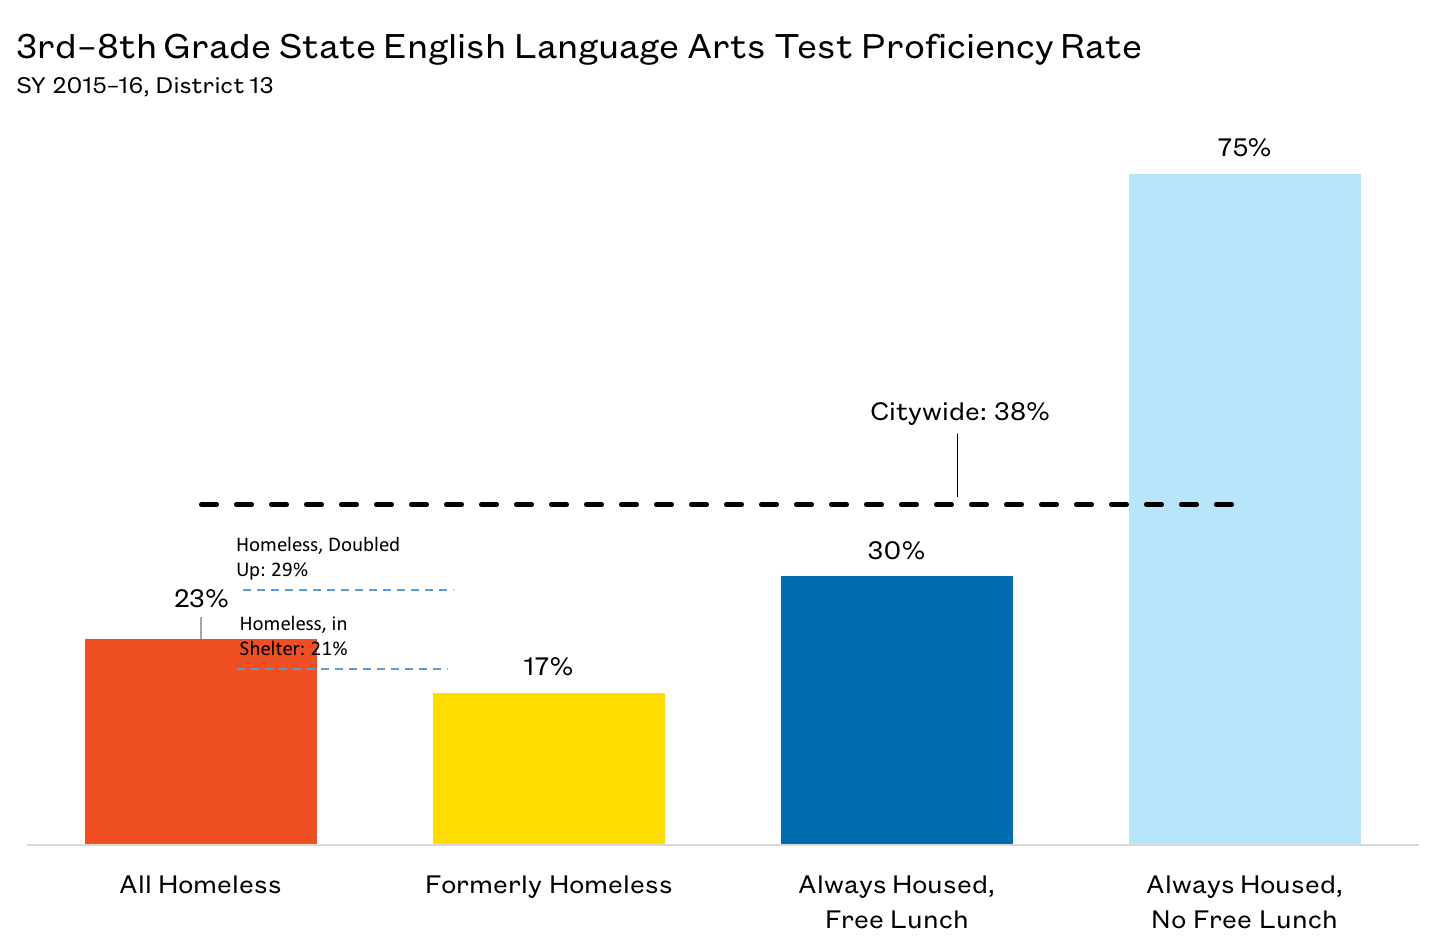 3rd–8th Grade State English Language Arts Test Proficiency Rate
SY 2015–16, District 13
75%
Citywide: 38%
Homeless, Doubled
Up: 29%
30%
23%
Homeless, in
Shelter: 21%
17%
All Homeless
Formerly Homeless
Always Housed,
Free Lunch
Always Housed,
No Free Lunch